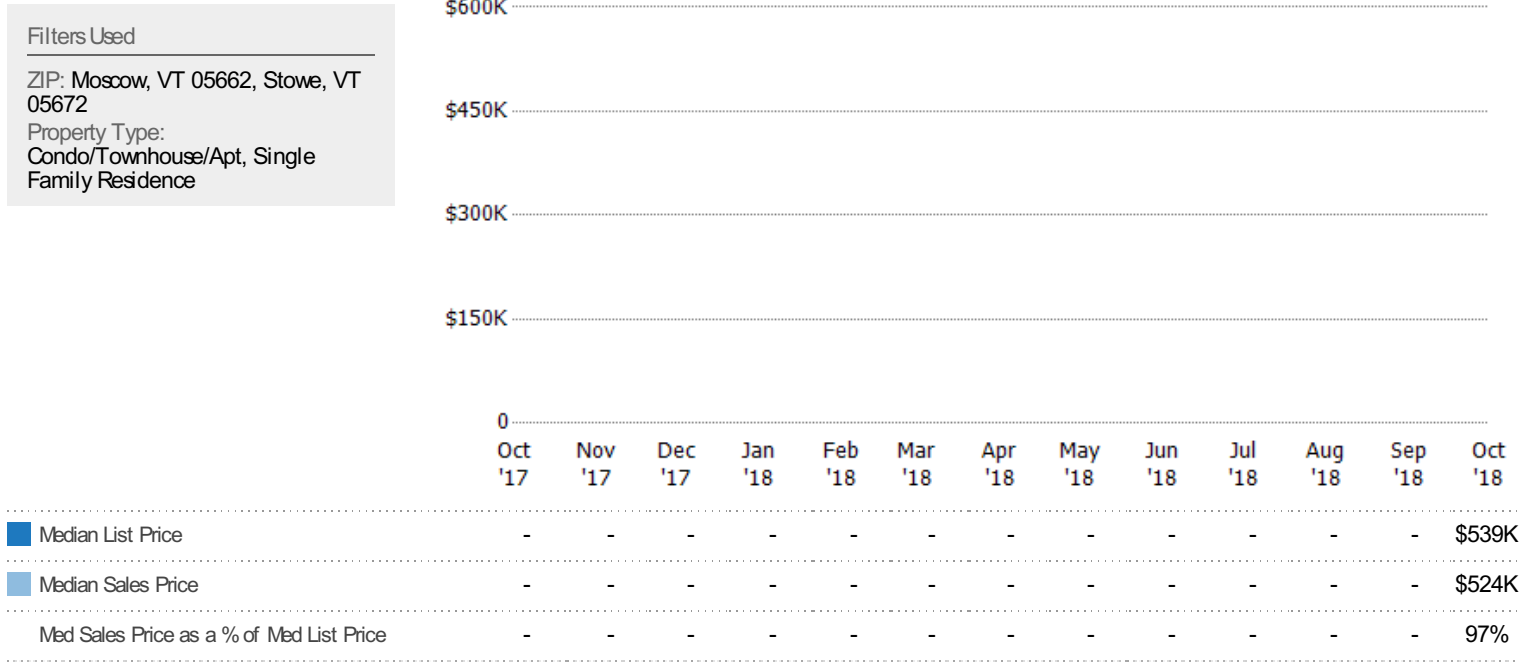 Filters Used
ZIP: Moscow, VT 05662, Stowe, VT
05672
Property Type:
Condo/Townhouse/Apt, Single
Family Residence
$600K
$450K
$300K
$150K
0
Oct Nov Dec Jan Feb Mar Apr May Jun Jul Aug Sep Oct
'17 '17 '17 '18 '18 '18 '18 '18 '18 '18 '18 '18 '18
Median List Price - - - - - - - - - - - - $539K
Median Sales Price - - - - - - - - - - - - $524K
Med Sales Price as a % of Med List Price - - - - - - - - - - - - 97%